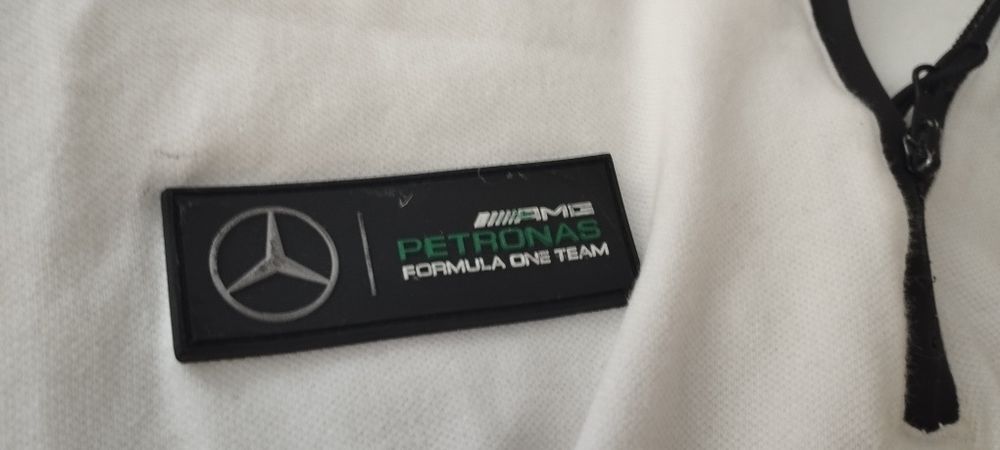 AMG
PETRONAS
FORMULA ONE TEAM